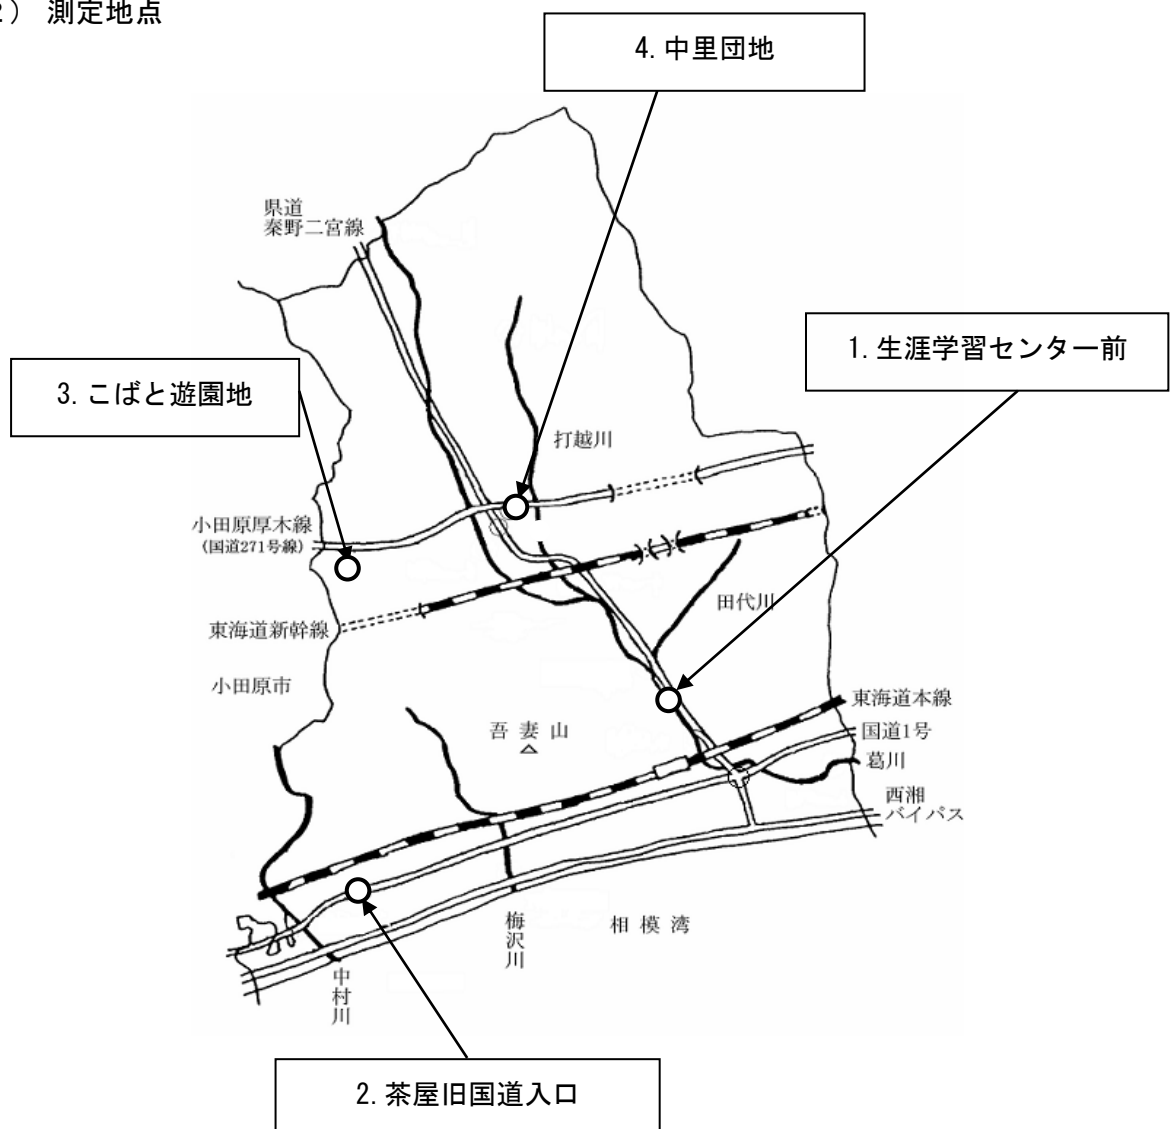 2） 測定地点
4. 中里団地
県道
秦野二宮線
1. 生涯学習センター前
3. こばと遊園地
打越川
小田原厚木線
（国道271号線）
田代川
東海道新幹線
小田原市
東海道本線
吾妻山
国道1号
葛川
西湘
バイパス
梅沢川
相模湾
中村川
2. 茶屋旧国道入口